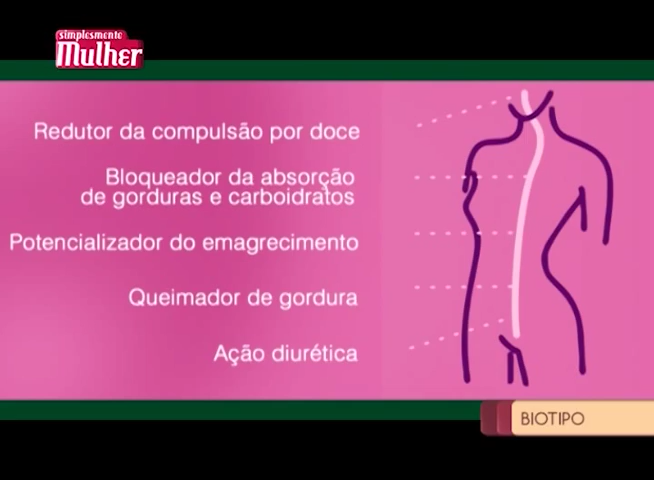 simplesmente
Mulher
Redutor da compulsão por doce
Bloqueador da absorção
de gorduras e carboidratos
Potencializador do emagrecimento
Queimador de gordura
Ação diurética
BIOTIPO